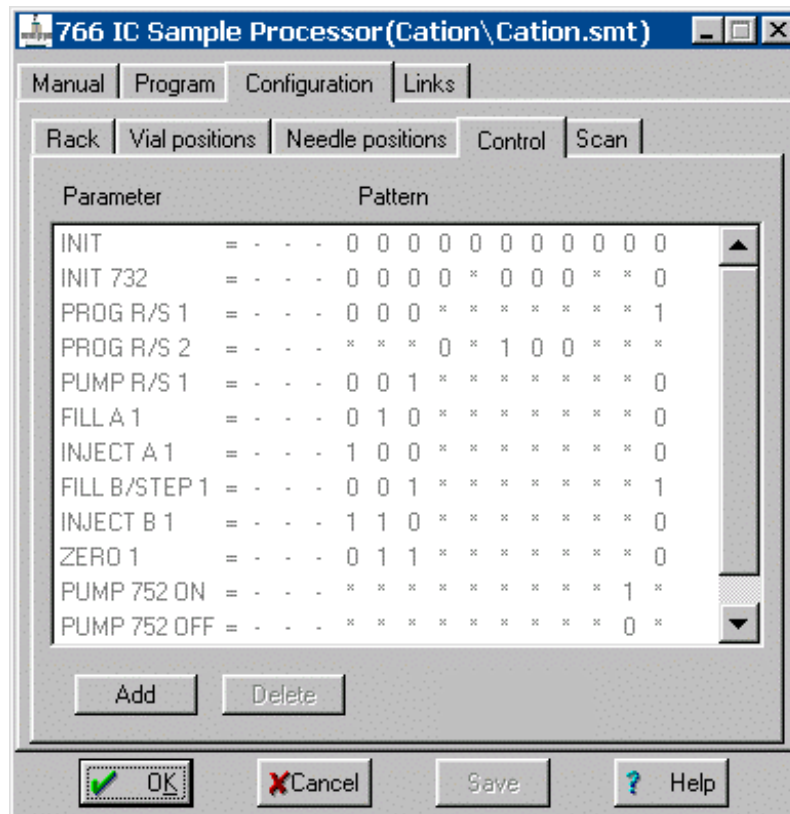 766 IC Sample Processor(Cation\Cation.smt)
Manual Program Configuration Links
Rack Vial positions Needle positions Control Scan
Parameter Pattern
INIT = - - - 0 0 0 0 0 0 0 0 0 0 0
INIT 732 = - - - 0 0 0 0 * 0 0 0 * * 0
PROG R/S 1 = - - - 0 0 0 * * * * * * * 1
PROG R/S 2 = - - - * * * 0 * 1 0 0 * * *
PUMP R/S 1 = - - - 0 0 1 * * * * * * * 0
FILL A 1 = - - - 0 1 0 * * * * * * * 0
INJECT A 1 = - - - 1 0 0 * * * * * * * 0
FILL B/STEP 1 = - - - 0 0 1 * * * * * * * 1
INJECT B 1 = - - - 1 1 0 * * * * * * * 0
ZERO 1 = - - - 0 1 1 * * * * * * * 0
PUMP 752 ON = - - - * * * * * * * * * 1 *
PUMP 752 OFF = - - - * * * * * * * * * 0 *
Add Delete
OK Cancel Save ? Help